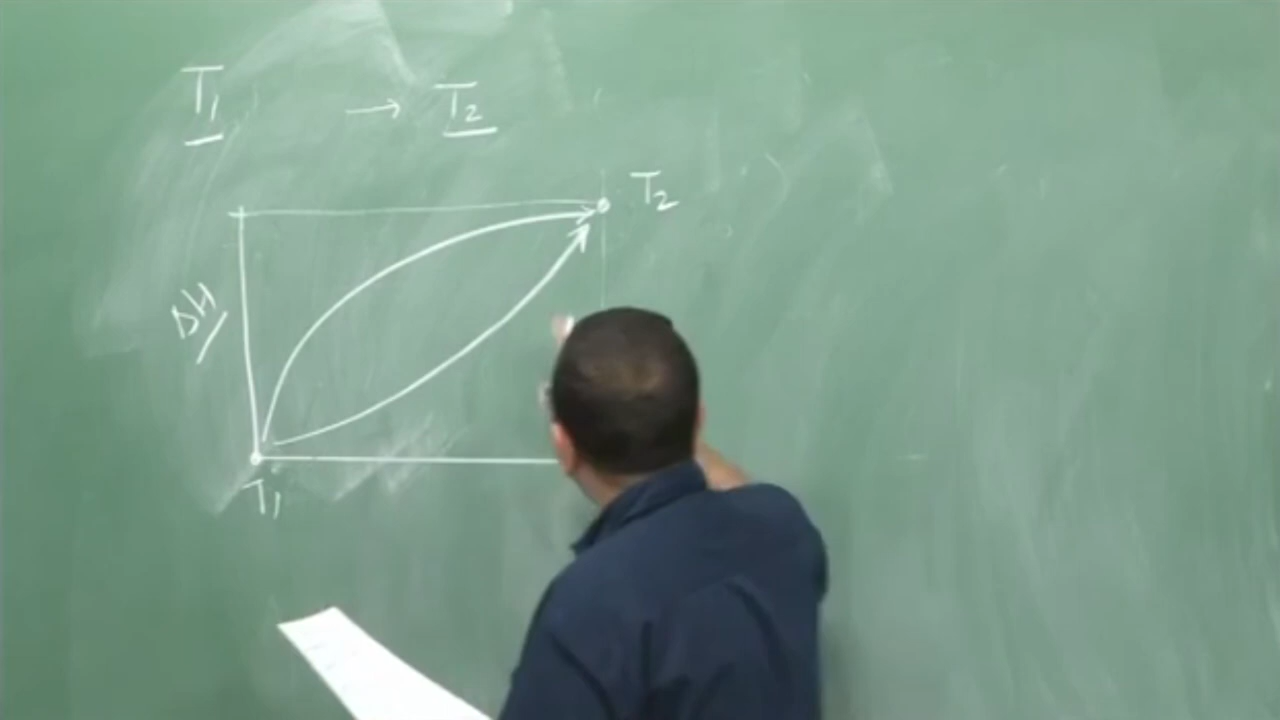 T₁ → T₂
T₂
ΔH
T₁